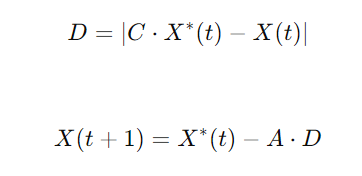 D = |C · X*(t) − X(t)|
X(t + 1) = X*(t) − A · D